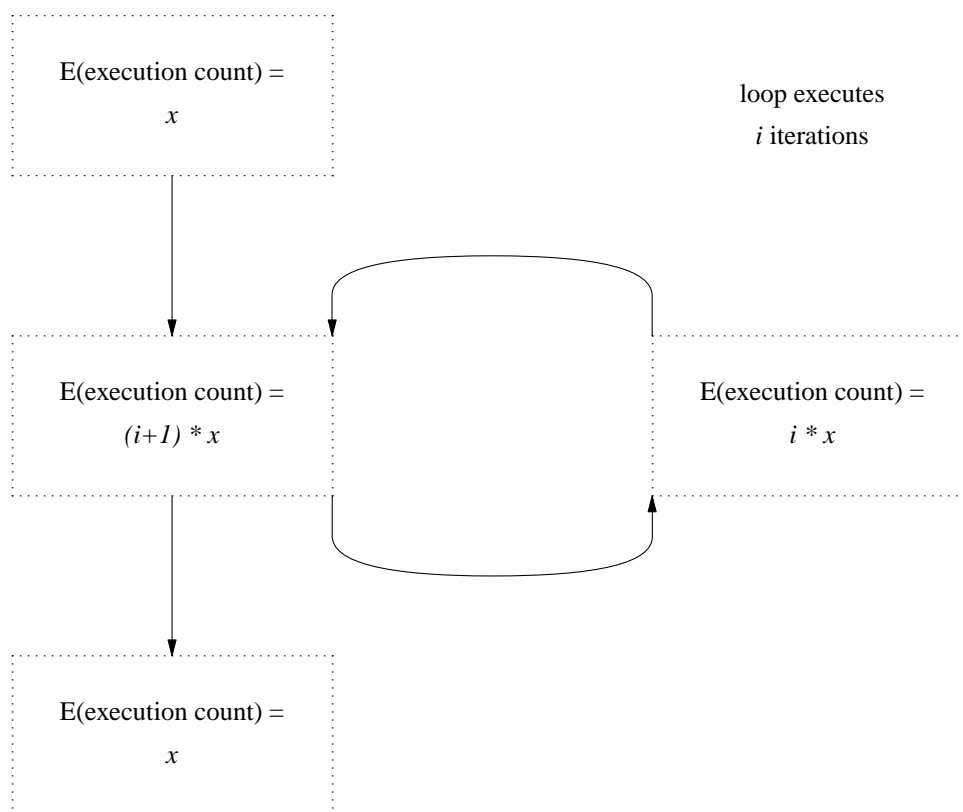 E(execution count) =
x
loop executes
i iterations
E(execution count) =
(i+1) * x
E(execution count) =
i * x
E(execution count) =
x